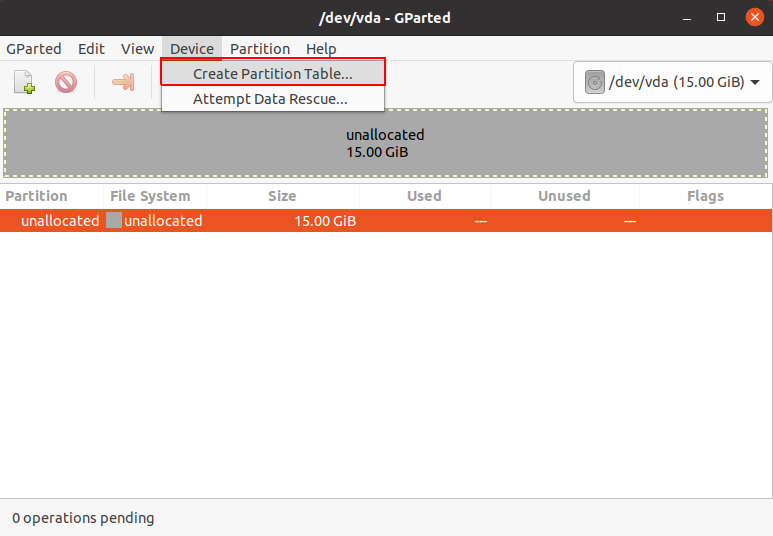 /dev/vda - GParted
GParted Edit View Device Partition Help
Create Partition Table...
/dev/vda (15.00 GiB)
Attempt Data Rescue...
unallocated
15.00 GiB
Partition File System Size Used Unused Flags
unallocated unallocated 15.00 GiB --- ---
0 operations pending